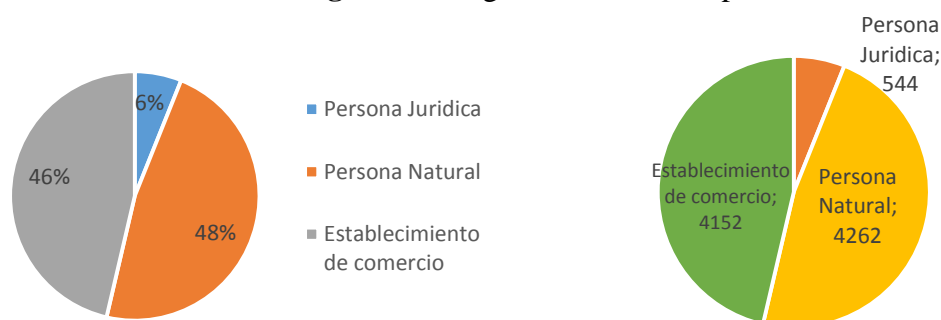 6%
46%
48%
Persona Juridica
Persona Natural
Establecimiento
de comercio
Persona
Juridica;
544
Establecimiento
de comercio;
4152
Persona
Natural;
4262